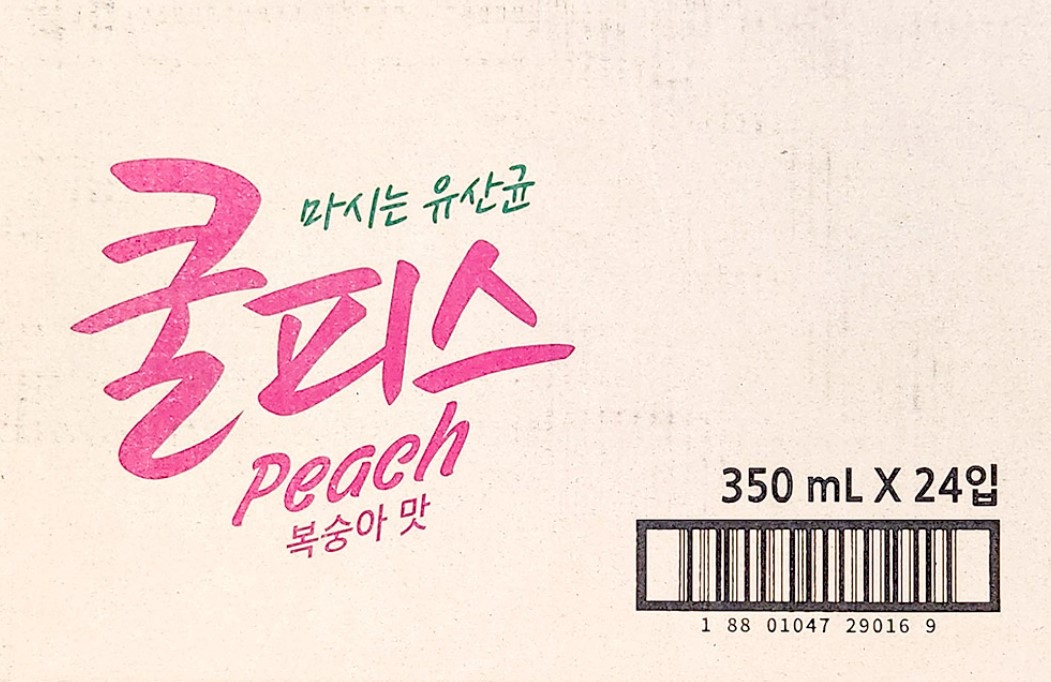 마시는 유산균
쿨피스
Peach
복숭아 맛
350 mL X 24입
1 88 01047 29016 9